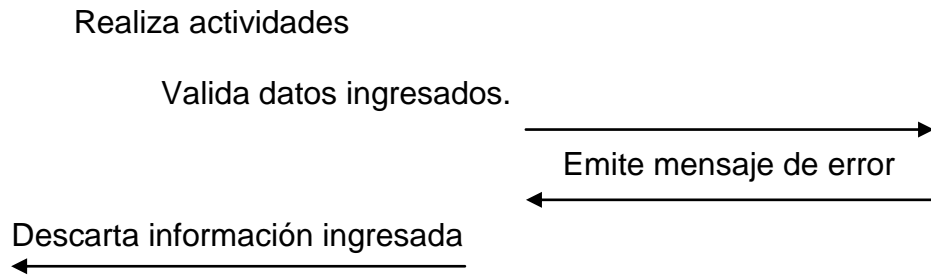 Realiza actividades
Valida datos ingresados.
Emite mensaje de error
Descarta información ingresada